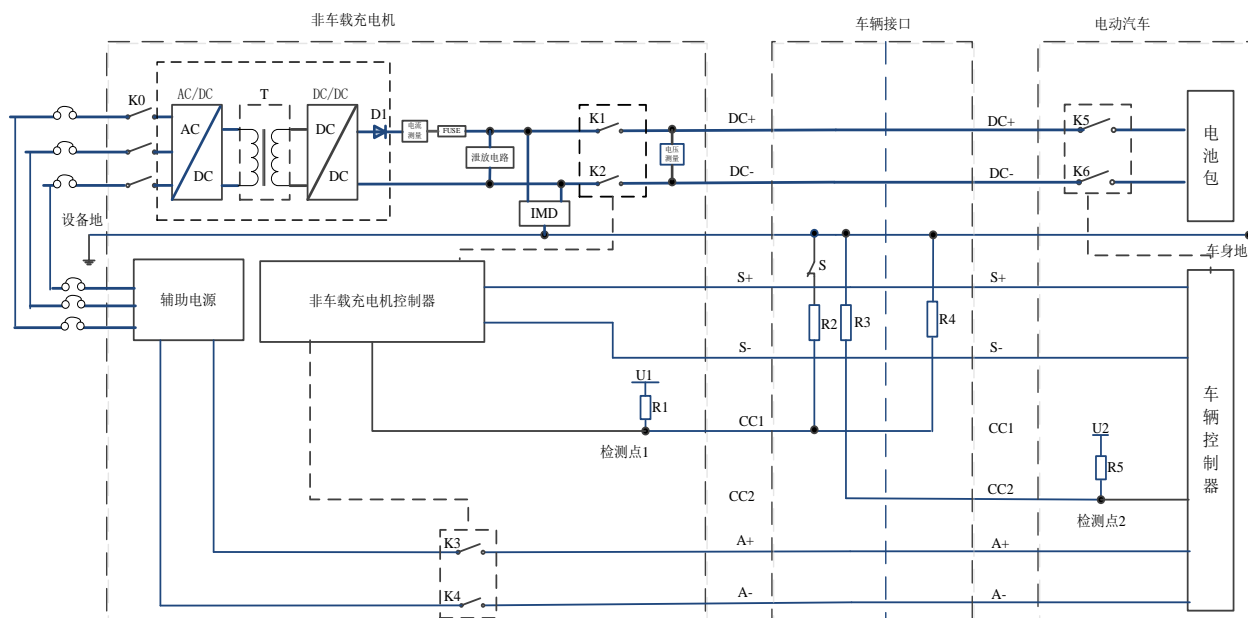 非车载充电机
车辆接口
电动汽车
AC/DC
T
DC/DC
K0
D1
AC
DC
DC
DC
电流
测量
FUSE
泄放电路
IMD
K1
K2
电压
测量
DC+
DC-
DC+
DC-
K5
K6
电池包
设备地
车身地
辅助电源
非车载充电机控制器
S+
S-
S
R2
R3
R4
S+
S-
U1
R1
CC1
检测点1
CC1
U2
R5
CC2
CC2
检测点2
车辆控制器
K3
A+
A+
K4
A-
A-